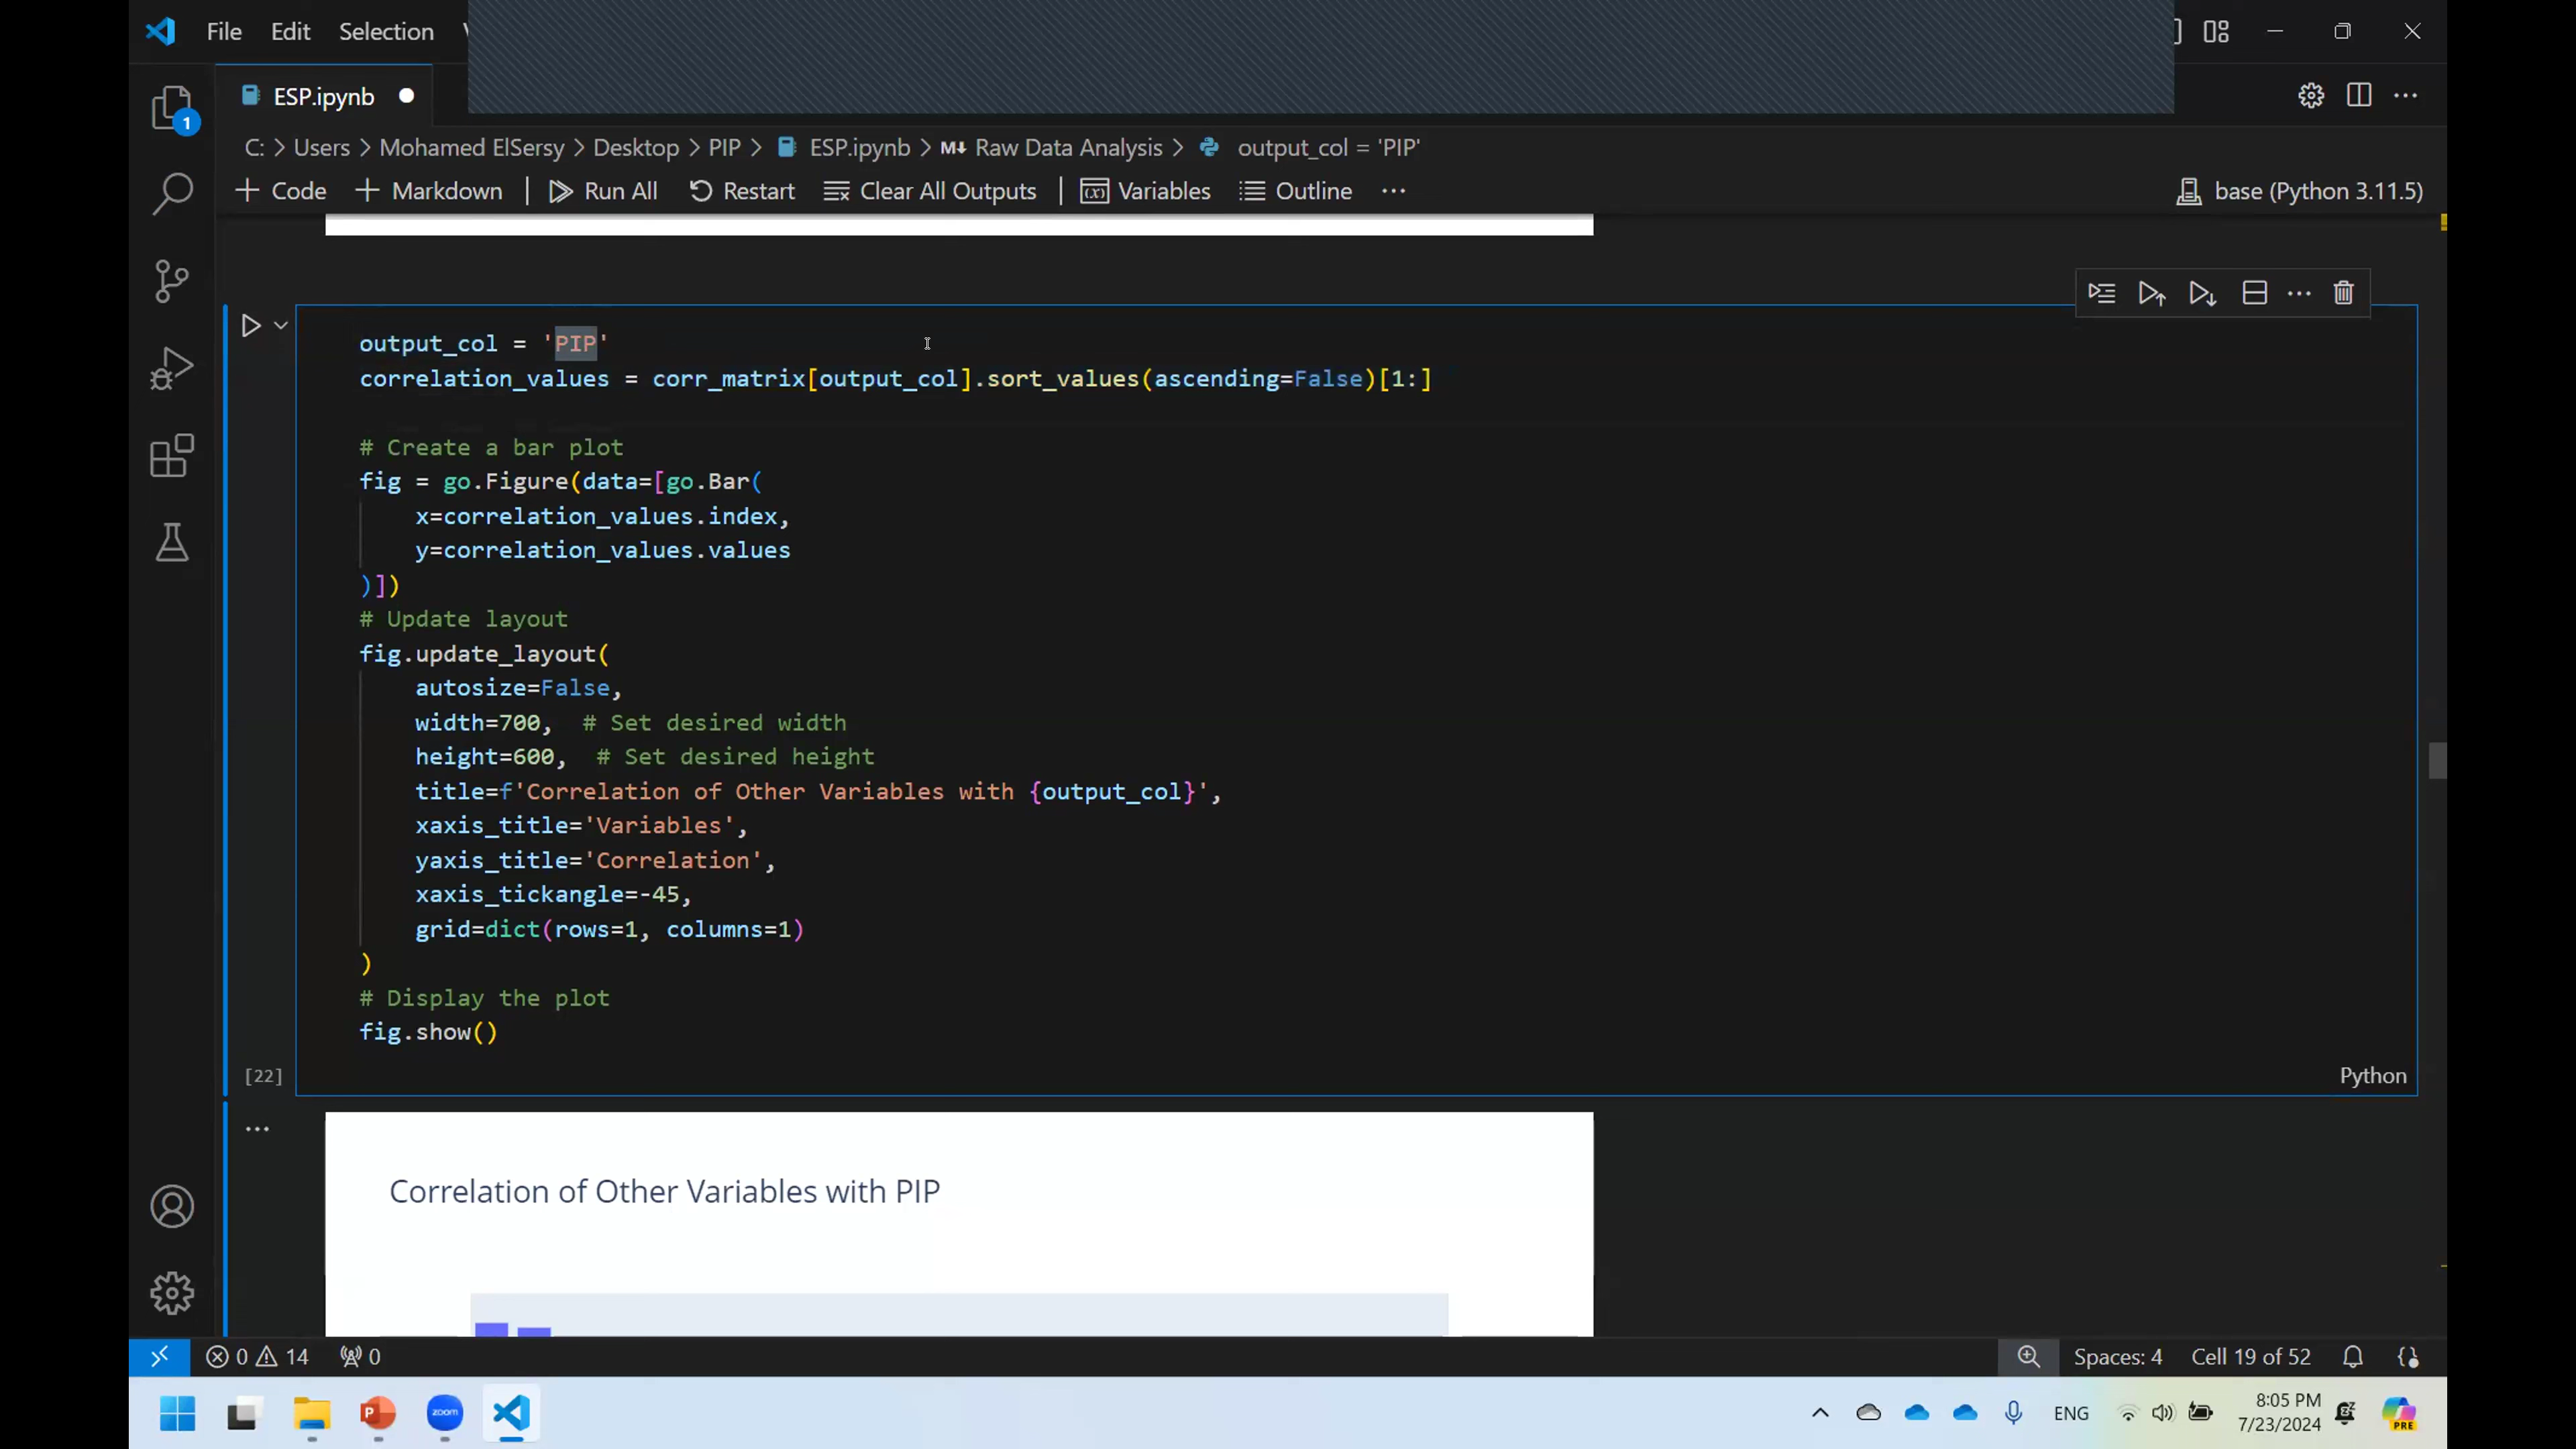 File Edit Selection
ESP.ipynb
C: > Users > Mohamed ElSersy > Desktop > PIP > ESP.ipynb > M↓ Raw Data Analysis > output_col = 'PIP'
+ Code + Markdown | Run All Restart Clear All Outputs | Variables Outline ...
base (Python 3.11.5)
1
output_col = 'PIP'
correlation_values = corr_matrix[output_col].sort_values(ascending=False)[1:]
# Create a bar plot
fig = go.Figure(data=[go.Bar(
    x=correlation_values.index,
    y=correlation_values.values
)])
# Update layout
fig.update_layout(
    autosize=False,
    width=700,  # Set desired width
    height=600,  # Set desired height
    title=f'Correlation of Other Variables with {output_col}',
    xaxis_title='Variables',
    yaxis_title='Correlation',
    xaxis_tickangle=-45,
    grid=dict(rows=1, columns=1)
)
# Display the plot
fig.show()
[22]
Python
Correlation of Other Variables with PIP
0 14 0
Spaces: 4 Cell 19 of 52
P zoom
ENG
8:05 PM
7/23/2024
PRE